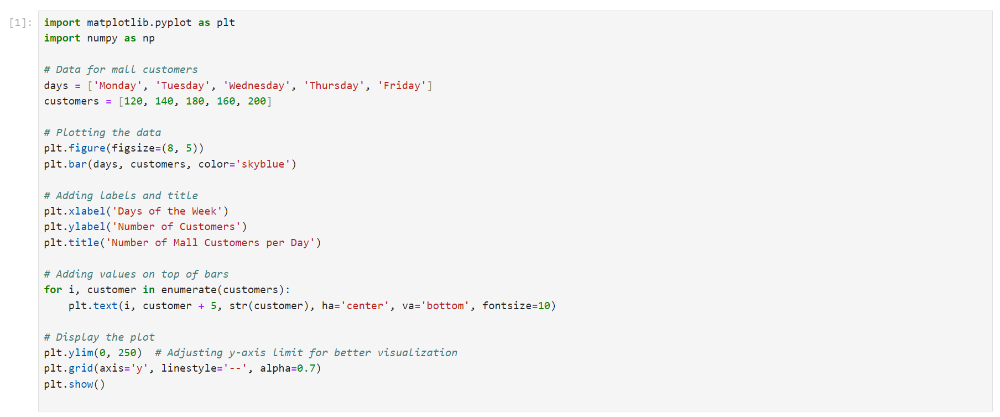 [1]: import matplotlib.pyplot as plt
import numpy as np
# Data for mall customers
days = ['Monday', 'Tuesday', 'Wednesday', 'Thursday', 'Friday']
customers = [120, 140, 180, 160, 200]
# Plotting the data
plt.figure(figsize=(8, 5))
plt.bar(days, customers, color='skyblue')
# Adding labels and title
plt.xlabel('Days of the Week')
plt.ylabel('Number of Customers')
plt.title('Number of Mall Customers per Day')
# Adding values on top of bars
for i, customer in enumerate(customers):
    plt.text(i, customer + 5, str(customer), ha='center', va='bottom', fontsize=10)
# Display the plot
plt.ylim(0, 250)  # Adjusting y-axis limit for better visualization
plt.grid(axis='y', linestyle='--', alpha=0.7)
plt.show()